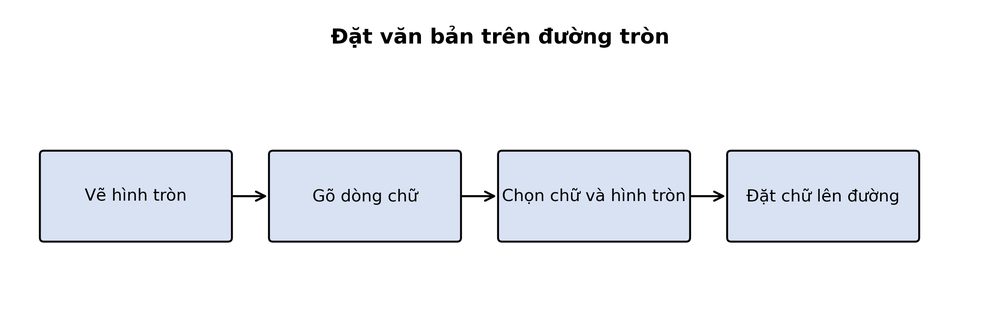 Đặt văn bản trên đường tròn
Vẽ hình tròn
Gõ dòng chữ
Chọn chữ và hình tròn
Đặt chữ lên đường